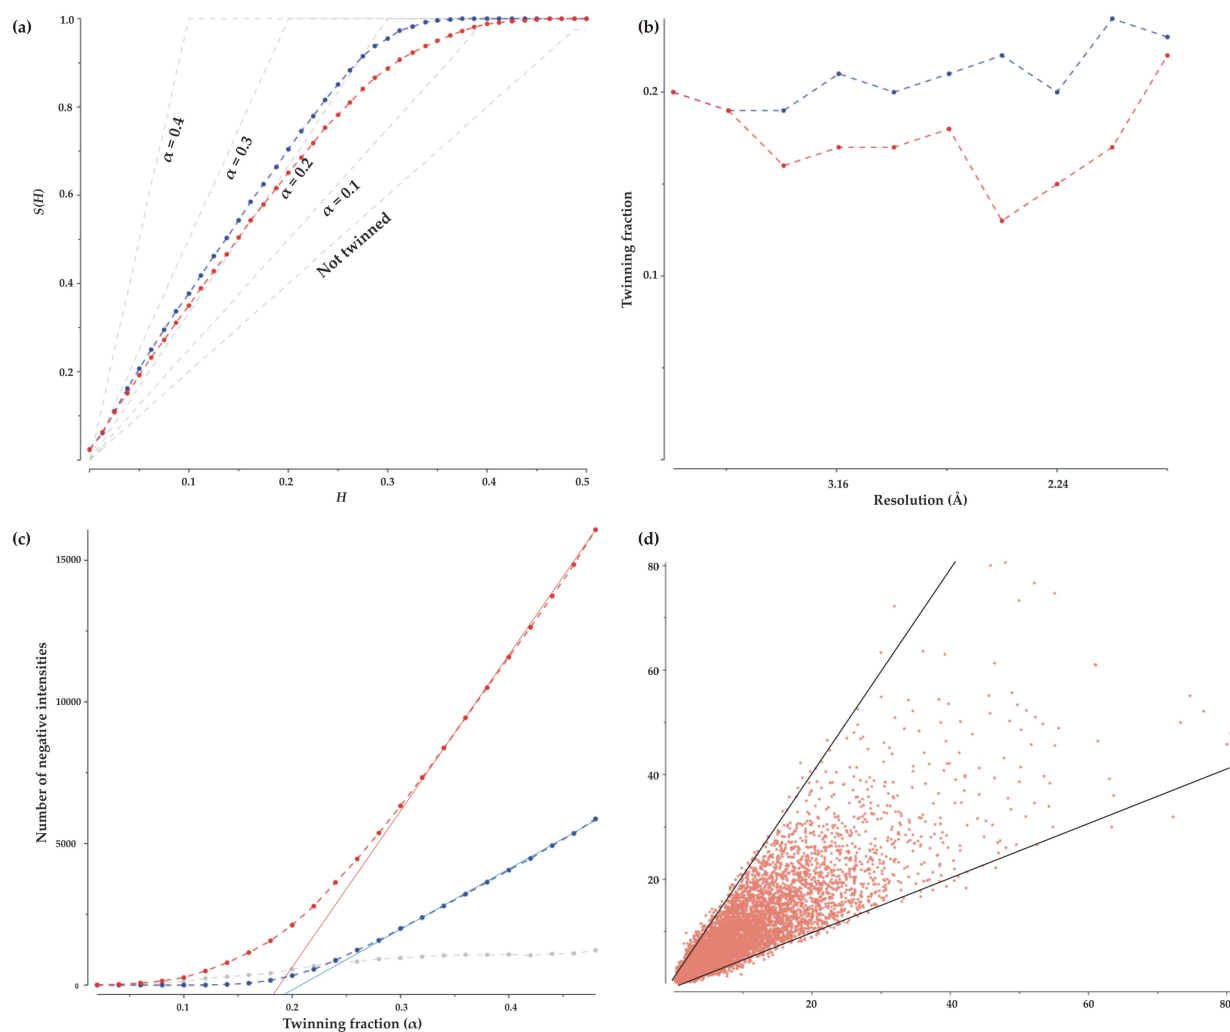 (a)
1.0
0.8
0.6
0.4
0.2
S(H)
α = 0.4
α = 0.3
α = 0.2
α = 0.1
Not twinned
0.1
0.2
0.3
0.4
0.5
H
(b)
0.2
0.1
Twinning fraction
3.16
2.24
Resolution (Å)
(c)
15000
10000
5000
0
Number of negative intensities
0.1
0.2
0.3
0.4
Twinning fraction (α)
(d)
80
60
40
20
20
40
60
80